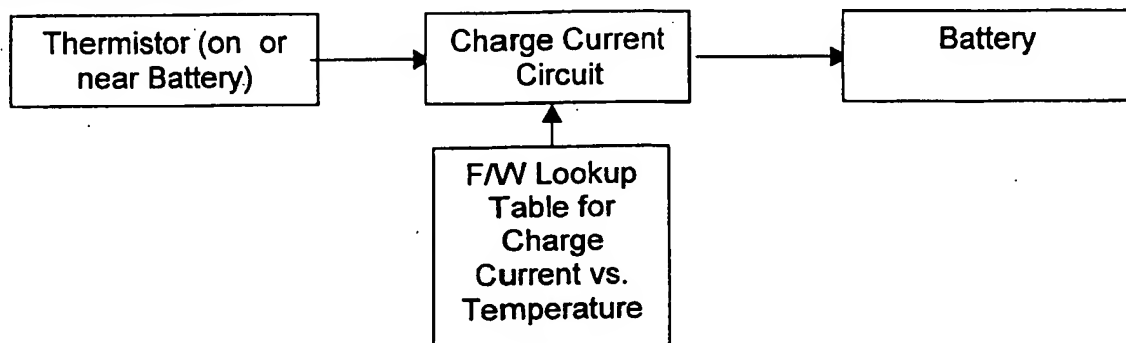 Thermistor (on or
near Battery)
Charge Current
Circuit
Battery
F/W Lookup
Table for
Charge
Current vs.
Temperature